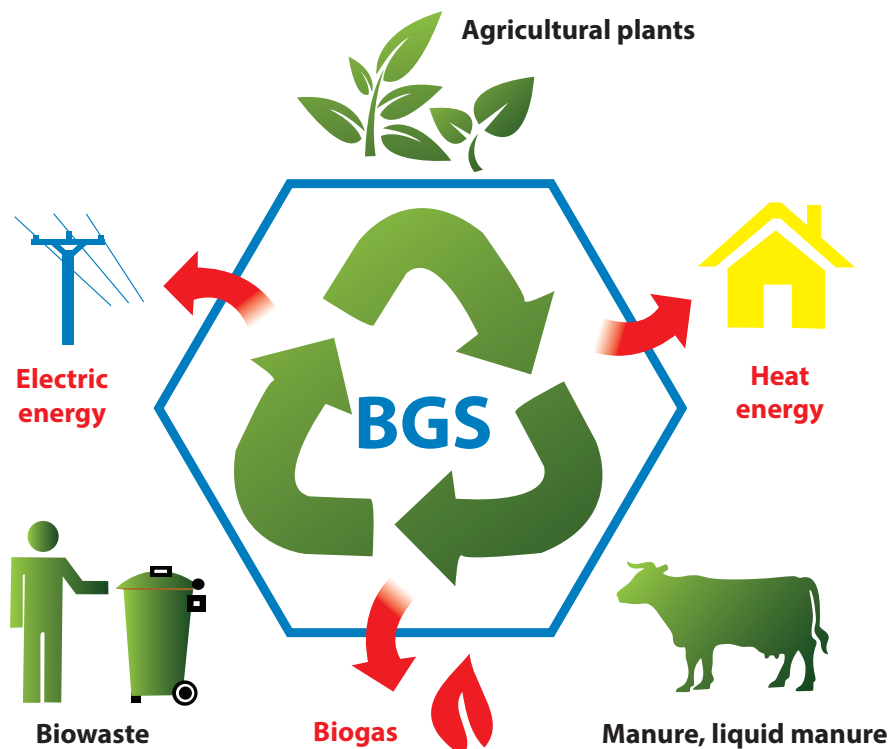 Agricultural plants
Electric
energy
Heat
energy
BGS
Biowaste
Biogas
Manure, liquid manure